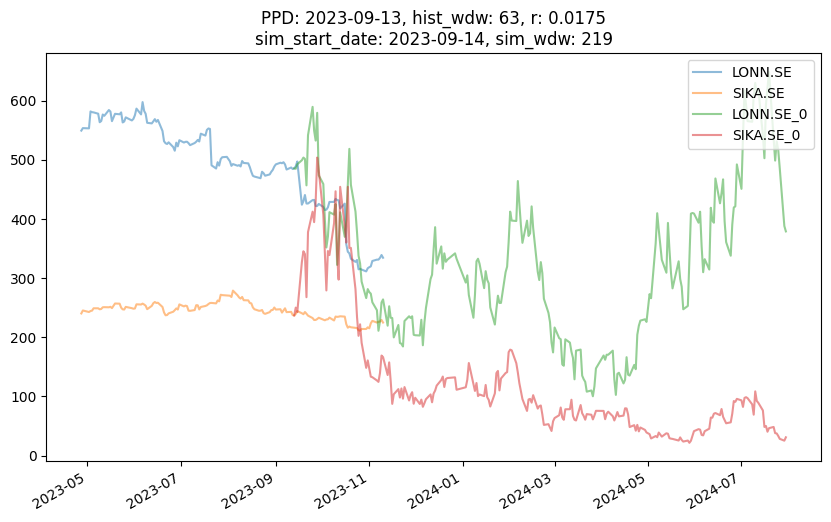 PPD: 2023-09-13, hist_wdw: 63, r: 0.0175
sim_start_date: 2023-09-14, sim_wdw: 219
LONN.SE
SIKA.SE
LONN.SE_0
SIKA.SE_0
600
500
400
300
200
100
0
2023-05
2023-07
2023-09
2023-11
2024-01
2024-03
2024-05
2024-07